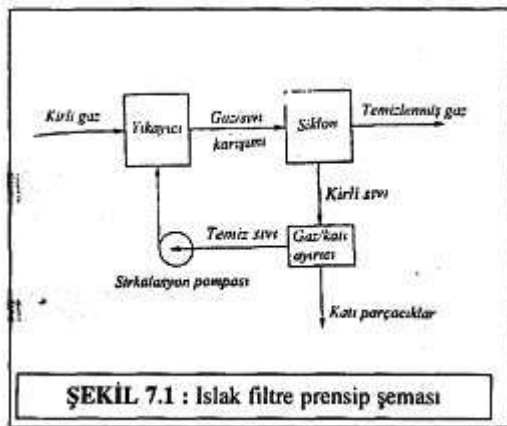 Kirli gaz
Yıkayıcı
Gaz/sıvı
karışımı
Siklon
Temizlenmiş gaz
Kirli sıvı
Temiz sıvı
Gaz/katı
ayırıcı
Sirkülasyon pompası
Katı parçacıklar
ŞEKİL 7.1 : Islak filtre prensip şeması